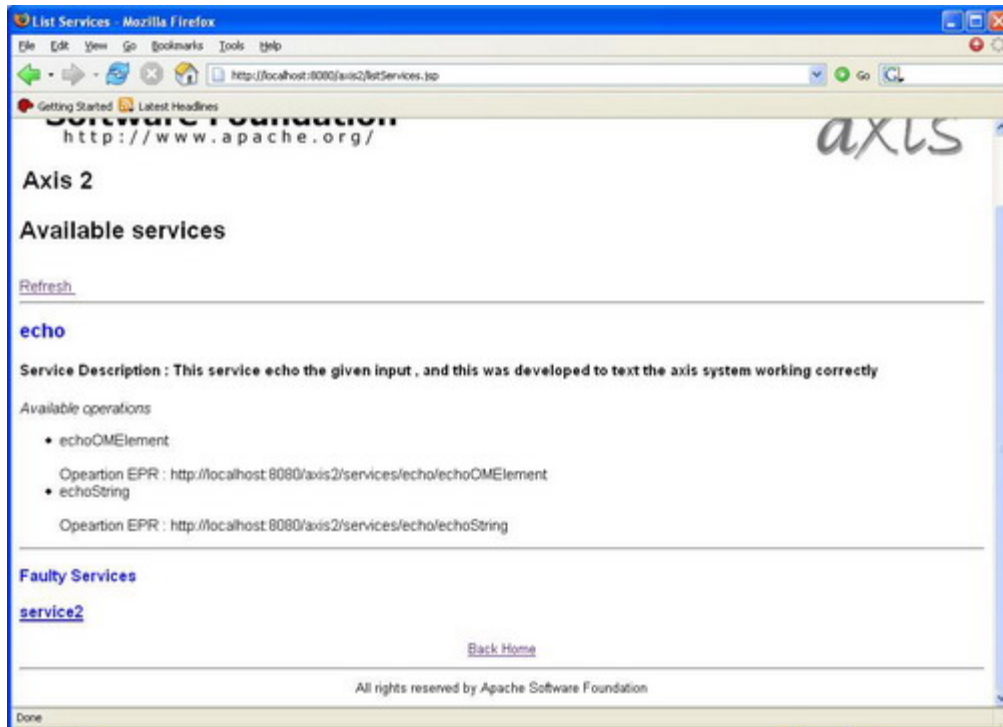 List Services - Mozilla Firefox
File Edit View Go Bookmarks Tools Help
http://localhost:8080/axis2/listServices.jsp Go
Getting Started Latest Headlines
Software Foundation
http://www.apache.org/
axis
Axis 2
Available services
Refresh
echo
Service Description : This service echo the given input , and this was developed to text the axis system working correctly
Available operations
echoOMElement
Opeartion EPR : http://localhost:8080/axis2/services/echo/echoOMElement
echoString
Opeartion EPR : http://localhost:8080/axis2/services/echo/echoString
Faulty Services
service2
Back Home
All rights reserved by Apache Software Foundation
Done